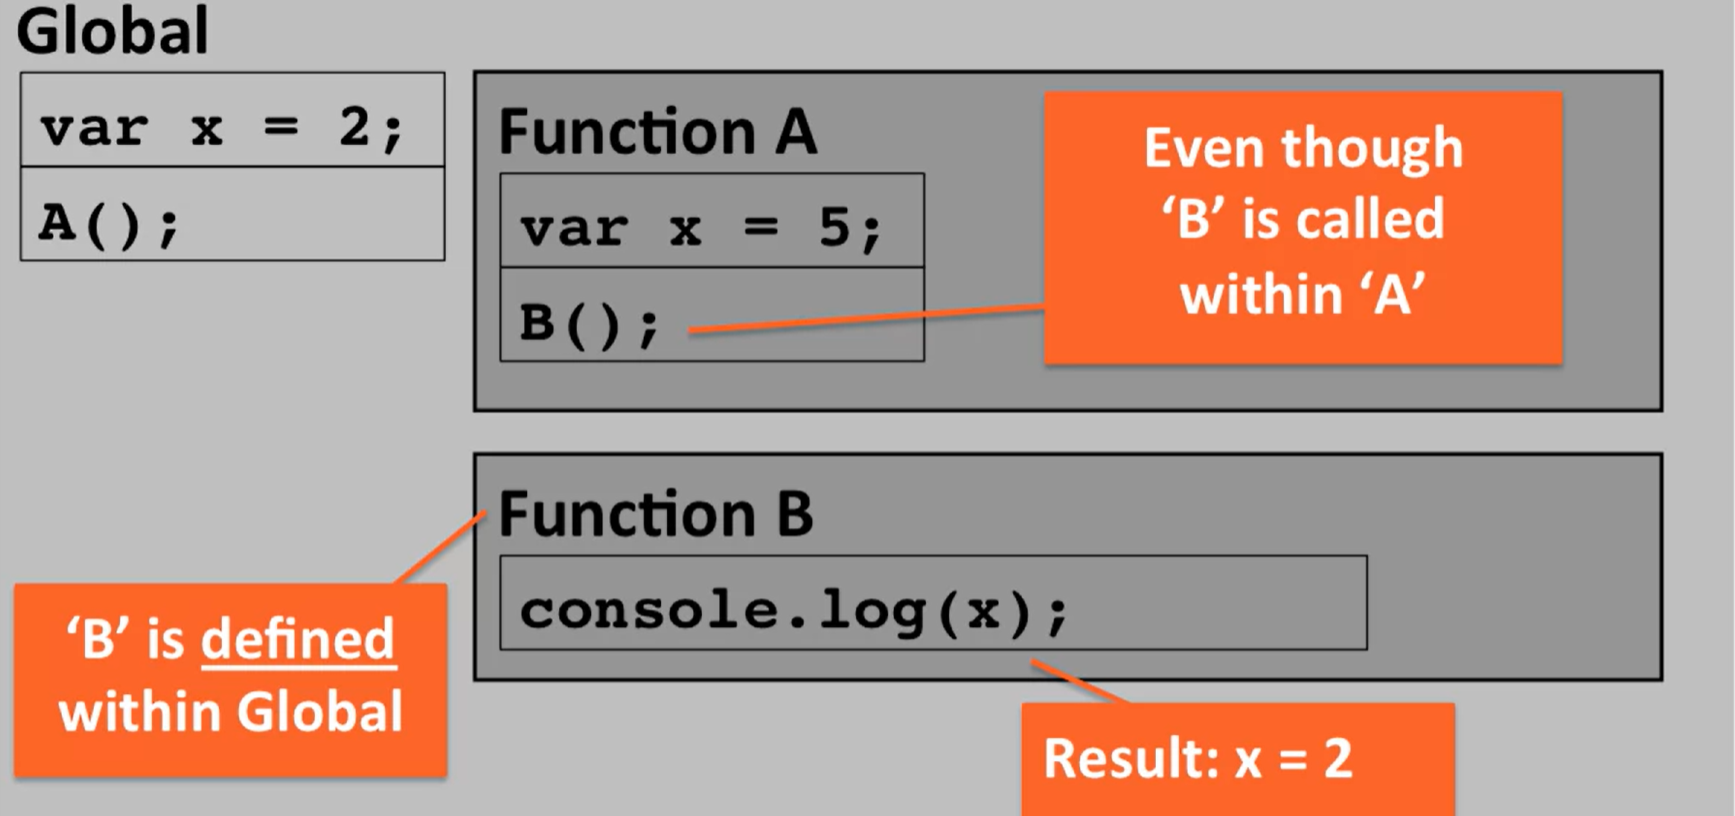 Global
var x = 2;
A();
Function A
var x = 5;
B();
Even though
‘B’ is called
within ‘A’
Function B
console.log(x);
‘B’ is defined
within Global
Result: x = 2